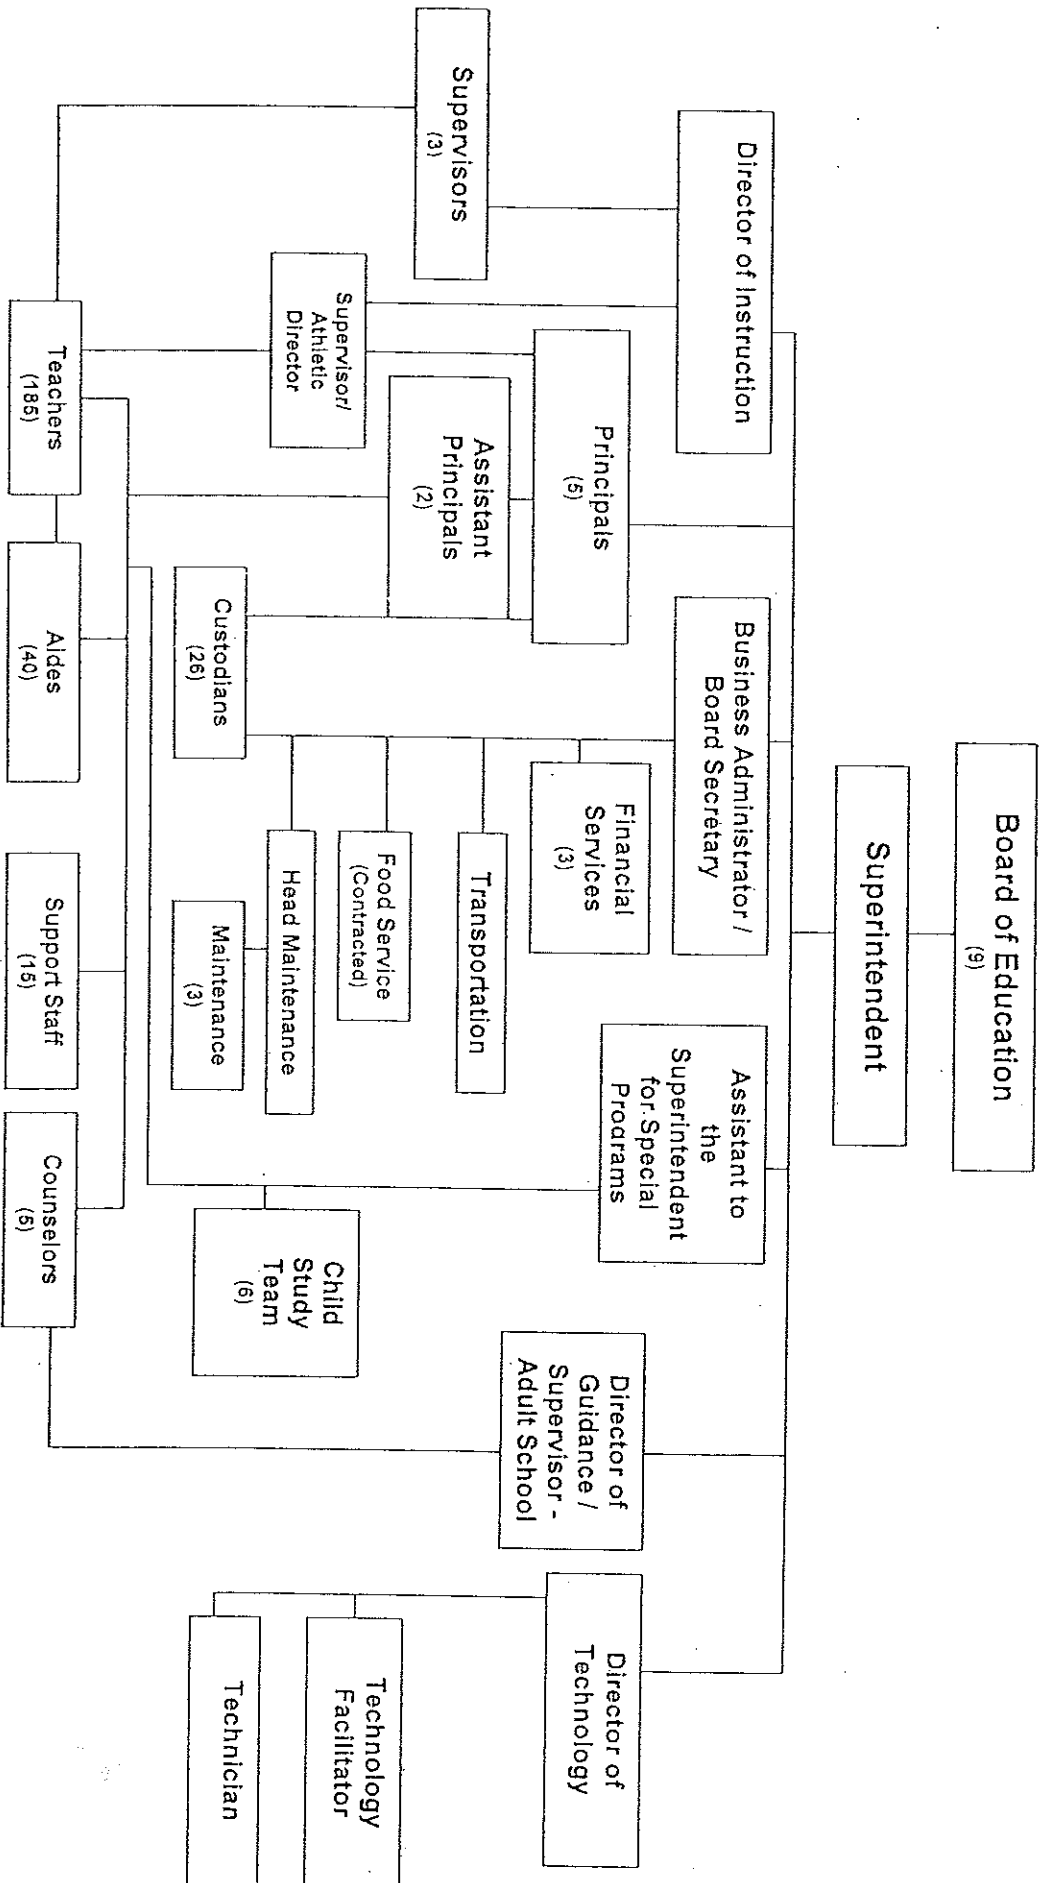 Board of Education
(9)
Superintendent
Director of Instruction
Principals
(5)
Business Administrator /
Board Secretary
Assistant to
the
Superintendent
for.Special
Programs
Director of
Guidance /
Supervisor -
Adult School
Director of
Technology
Supervisors
(3)
Supervisor/
Athletic
Director
Assistant
Principals
(2)
Financial
Services
(3)
Transportation
Food Service
(Contracted)
Head Maintenance
Maintenance
(3)
Custodians
(26)
Child
Study
Team
(6)
Technology
Facilitator
Technician
Teachers
(185)
Aides
(40)
Support Staff
(15)
Counselors
(5)